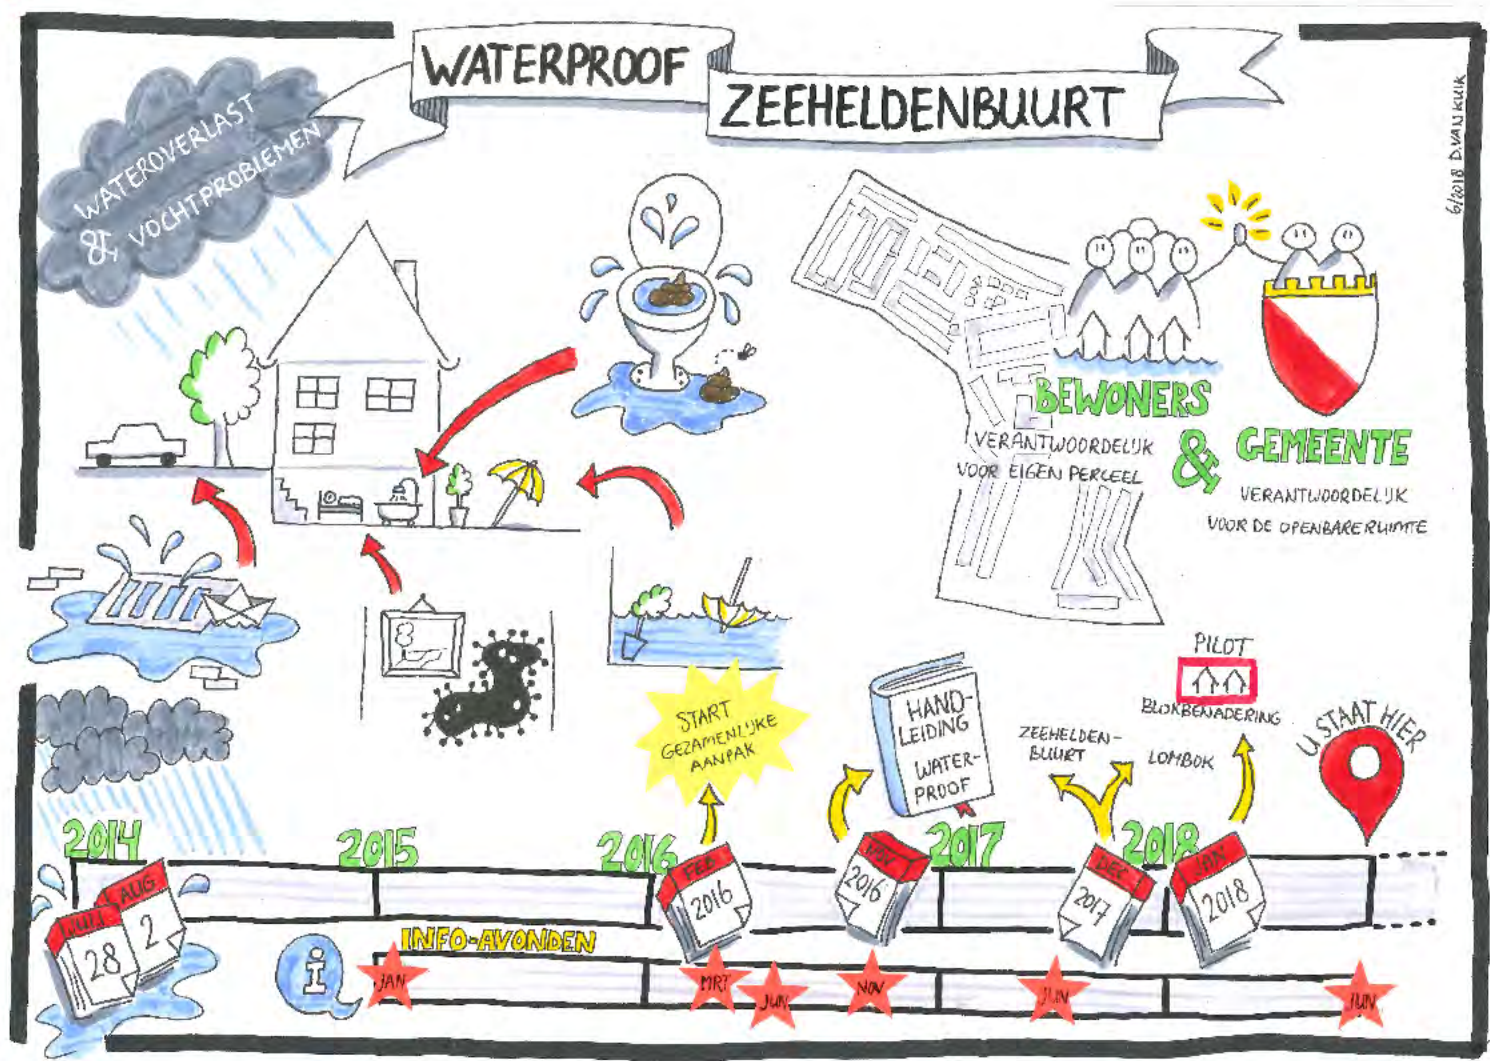 WATERPROOF
ZEEHELDENBUURT
6/2018 D. VAN KUIK
WATEROVERLAST
& VOCHTPROBLEMEN
BEWONERS
VERANTWOORDELIJK
VOOR EIGEN PERCEEL
&
GEMEENTE
VERANTWOORDELIJK
VOOR DE OPENBARE RUIMTE
START
GEZAMENLIJKE
AANPAK
HAND-
LEIDING
WATER-
PROOF
ZEEHELDEN-
BUURT
LOMBOK
PILOT
BLOKBENADERING
U STAAT HIER
2014
2015
2016
2017
2018
JULI
28
AUG
2
FEB
2016
NOV
2016
DEC
2017
JAN
2018
i
INFO-AVONDEN
JAN
MRT
JUN
NOV
JUN
JUN